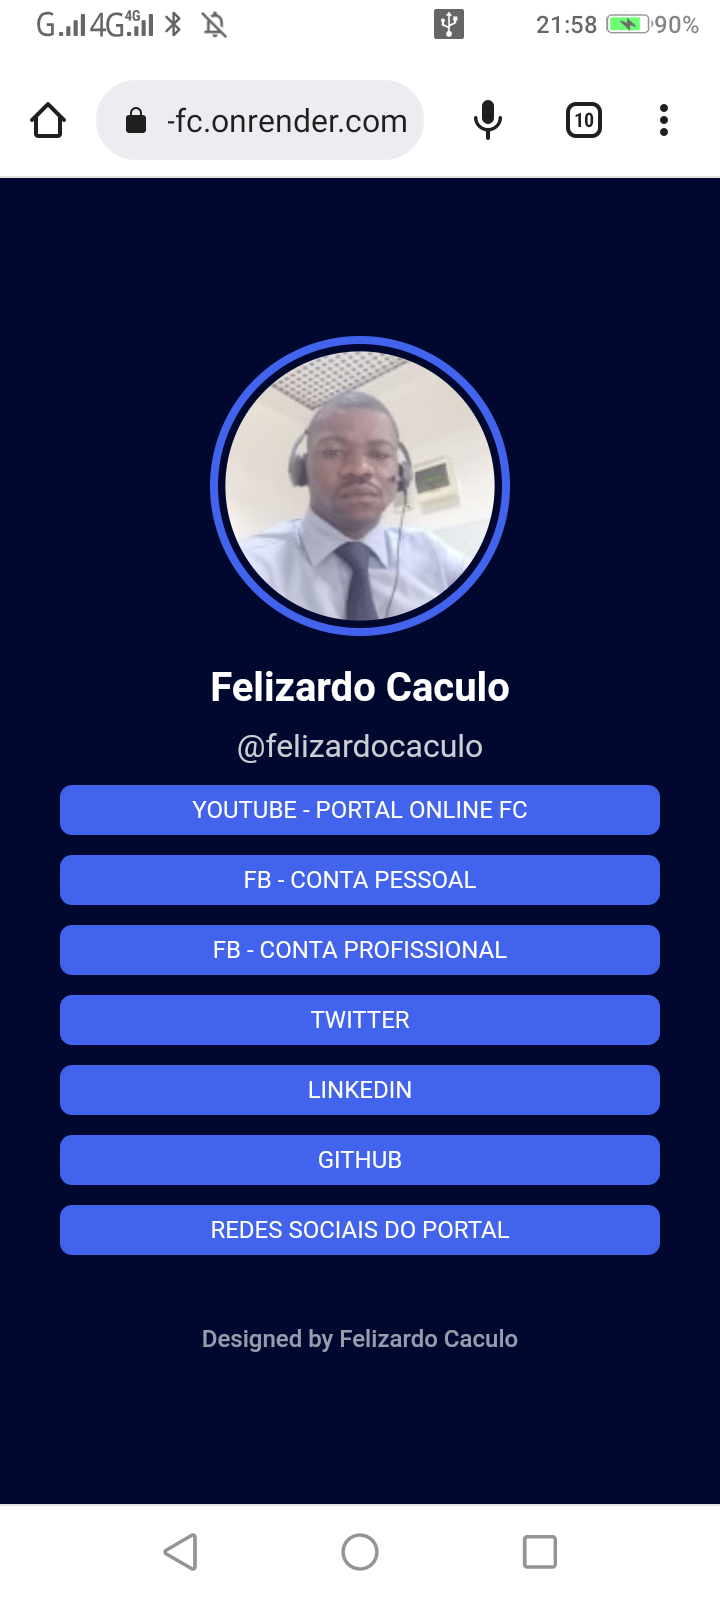 G 4G 4G 21:58 90%
-fc.onrender.com 10
Felizardo Caculo
@felizardocaculo
YOUTUBE - PORTAL ONLINE FC
FB - CONTA PESSOAL
FB - CONTA PROFISSIONAL
TWITTER
LINKEDIN
GITHUB
REDES SOCIAIS DO PORTAL
Designed by Felizardo Caculo